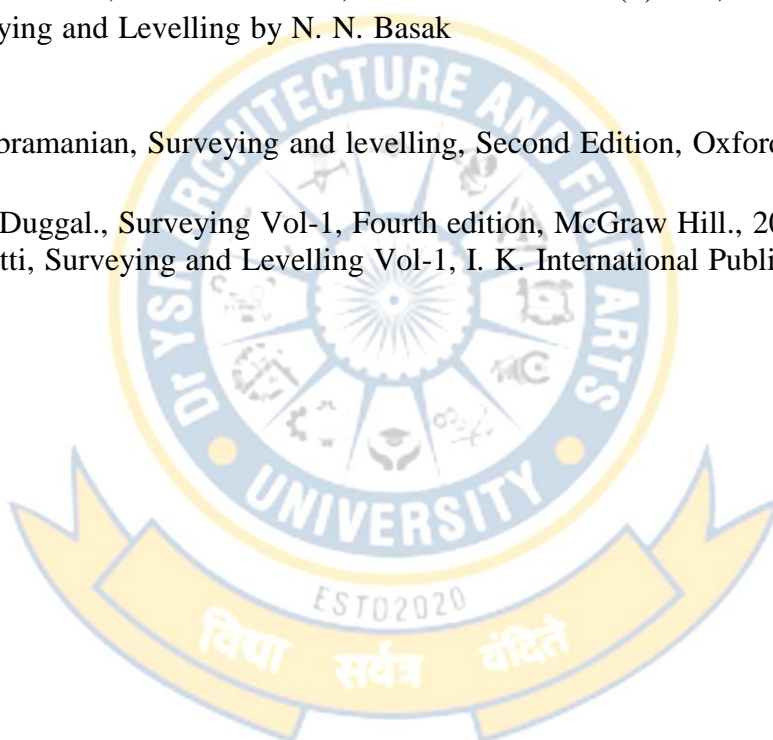 ying and Levelling by N. N. Basak
bramanian, Surveying and levelling, Second Edition, Oxford
Duggal., Surveying Vol-1, Fourth edition, McGraw Hill., 20
tti, Surveying and Levelling Vol-1, I. K. International Publi
Dr YSR ARCHITECTURE AND FINE ARTS
UNIVERSITY
ESTD2020
विद्या सर्वत्र वंदिते